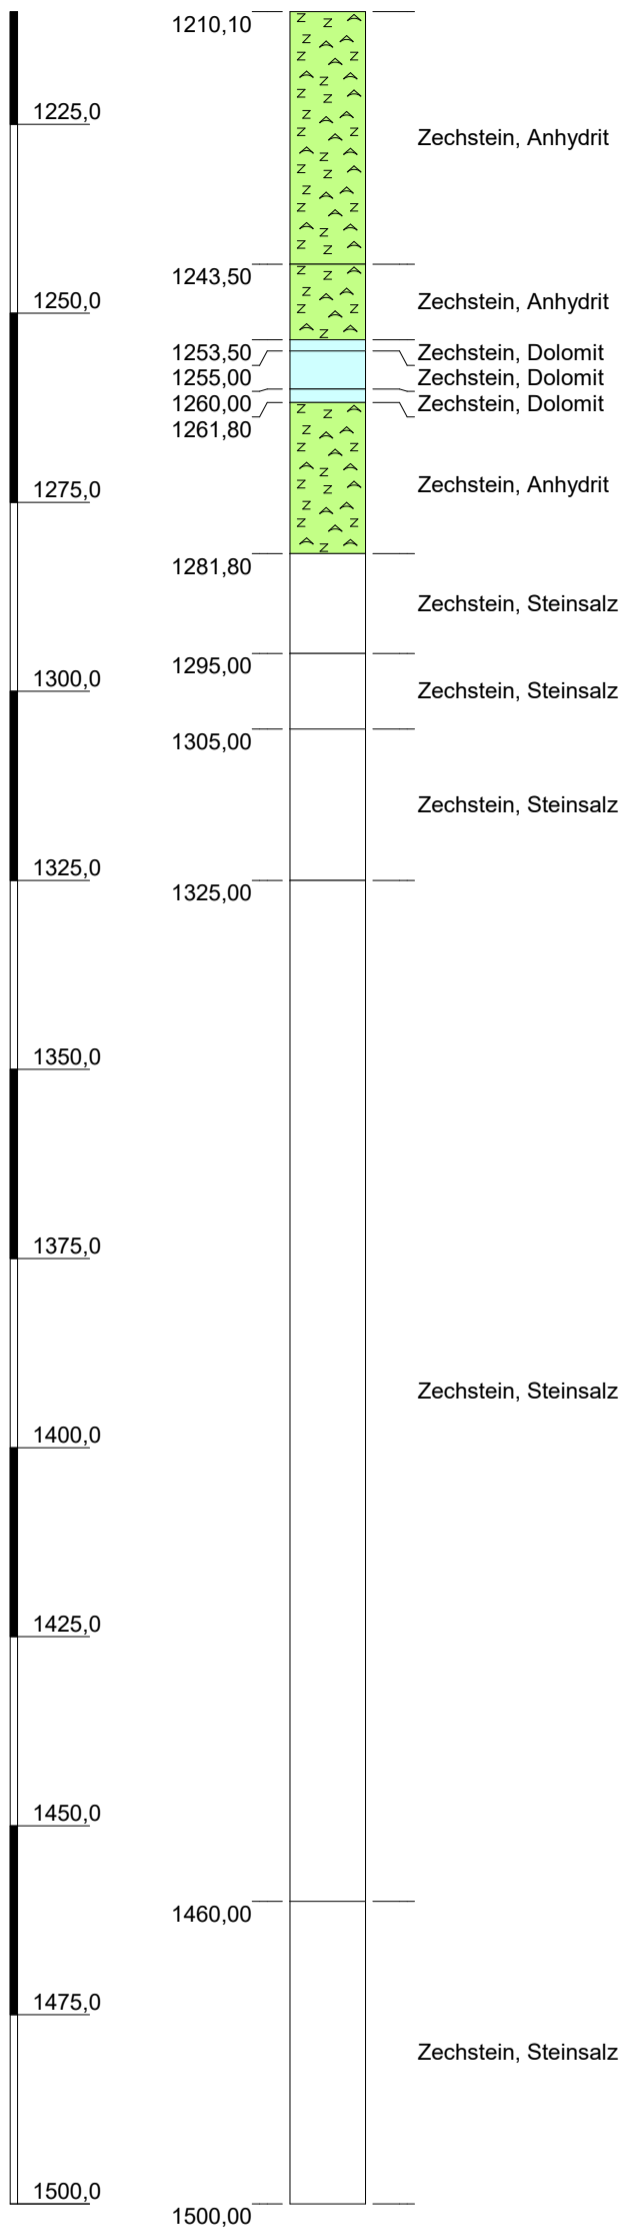 1210,10
1225,0
Zechstein, Anhydrit
1243,50
Zechstein, Anhydrit
1250,0
1253,50
Zechstein, Dolomit
1255,00
Zechstein, Dolomit
1260,00
Zechstein, Dolomit
1261,80
Zechstein, Anhydrit
1275,0
1281,80
Zechstein, Steinsalz
1295,00
Zechstein, Steinsalz
1300,0
1305,00
Zechstein, Steinsalz
1325,0
1325,00
1350,0
1375,0
Zechstein, Steinsalz
1400,0
1425,0
1450,0
1460,00
1475,0
Zechstein, Steinsalz
1500,0
1500,00